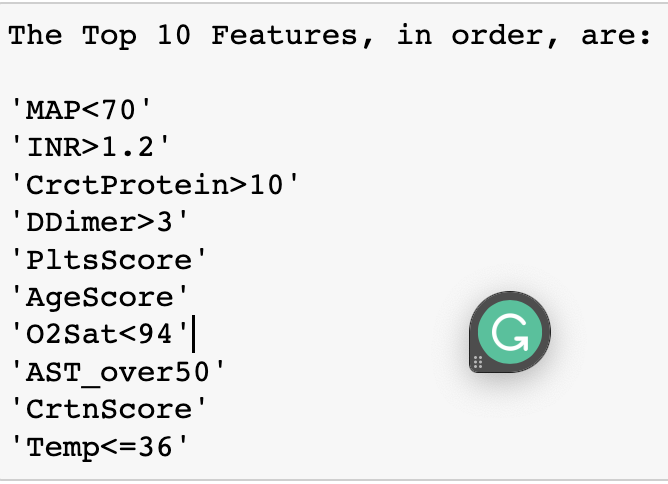 The Top 10 Features, in order, are:
'MAP<70'
'INR>1.2'
'CrctProtein>10'
'DDimer>3'
'PltsScore'
'AgeScore'
'O2Sat<94'
'AST_over50'
'CrtnScore'
'Temp<=36'